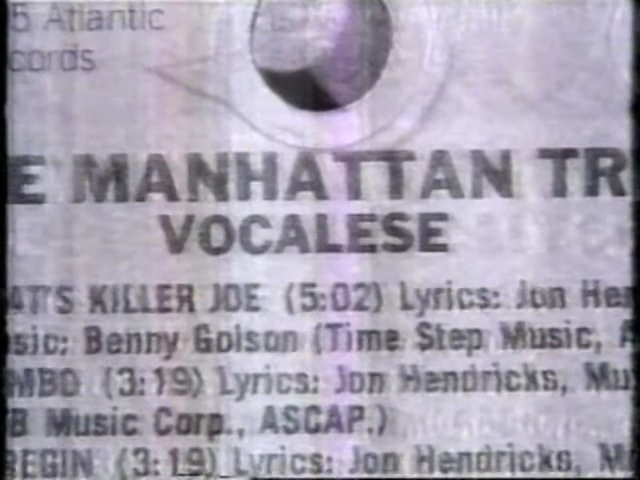 5 Atlantic
cords
E MANHATTAN TR
VOCALESE
AT'S KILLER JOE (5:02) Lyrics: Jon Hen
sic: Benny Golson (Time Step Music, A
MBO (3:19) Lyrics: Jon Hendricks, Mu
B Music Corp., ASCAP.)
BEGIN (3:19) Lyrics: Jon Hendricks, M